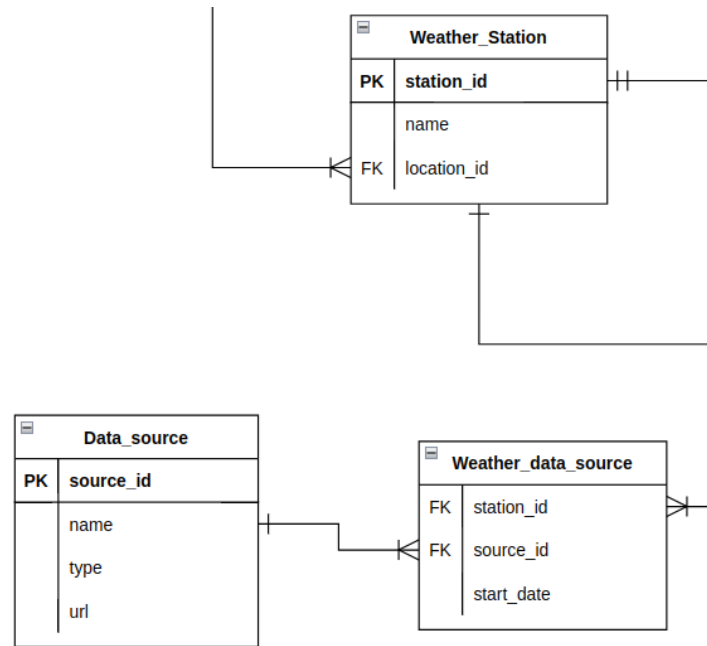 Weather_Station
PK station_id
name
FK location_id
Data_source
PK source_id
name
type
url
Weather_data_source
FK station_id
FK source_id
start_date